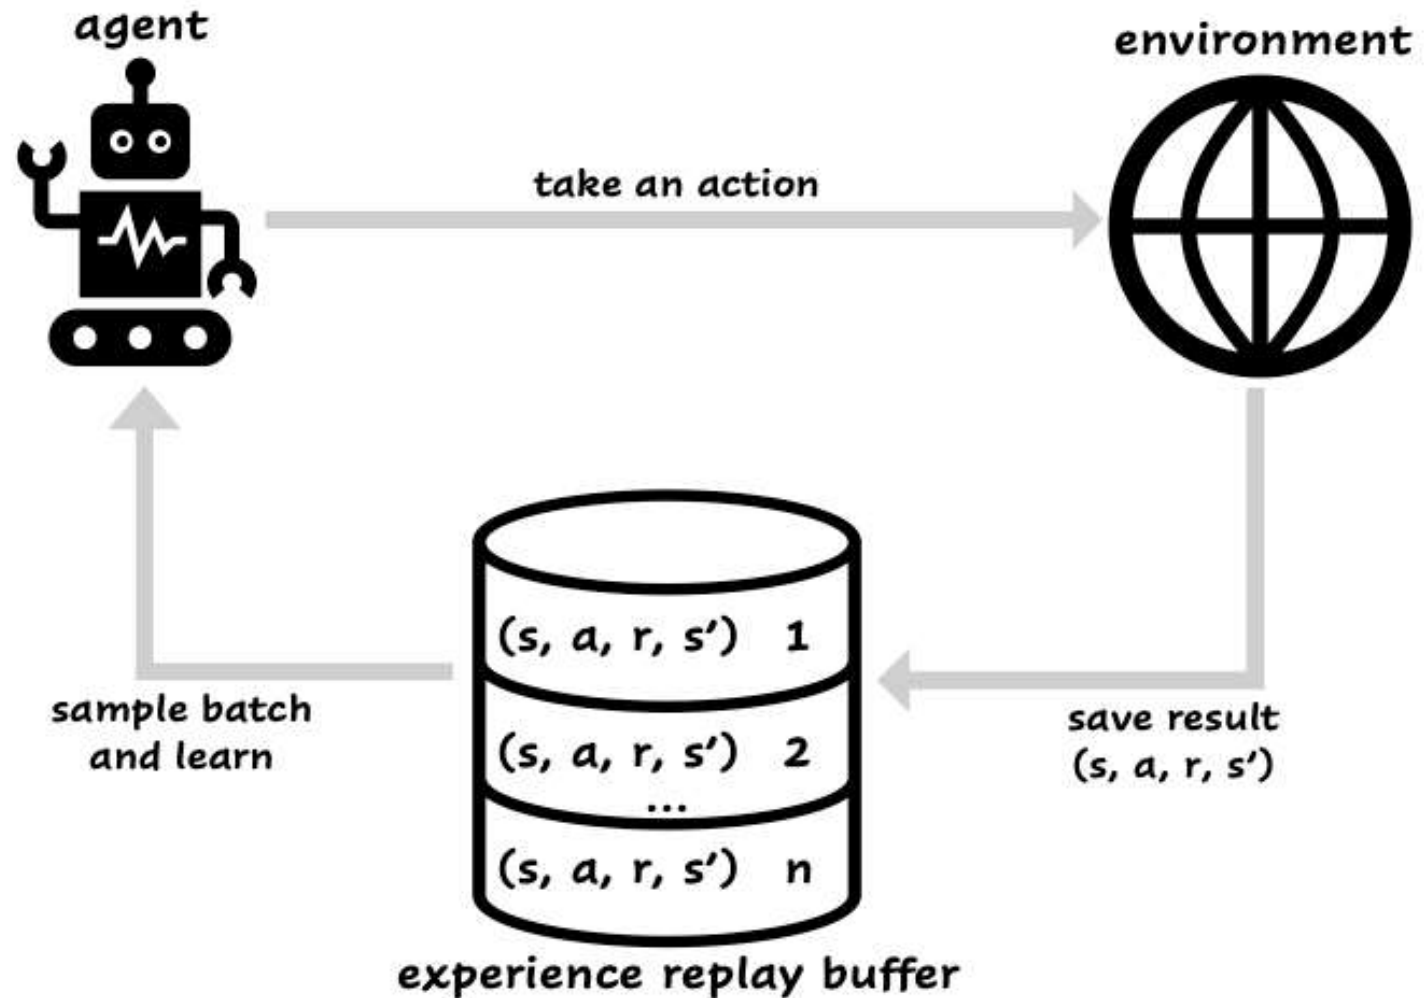 agent
environment
take an action
(s, a, r, s′) 1
(s, a, r, s′) 2
...
(s, a, r, s′) n
sample batch
and learn
save result
(s, a, r, s′)
experience replay buffer